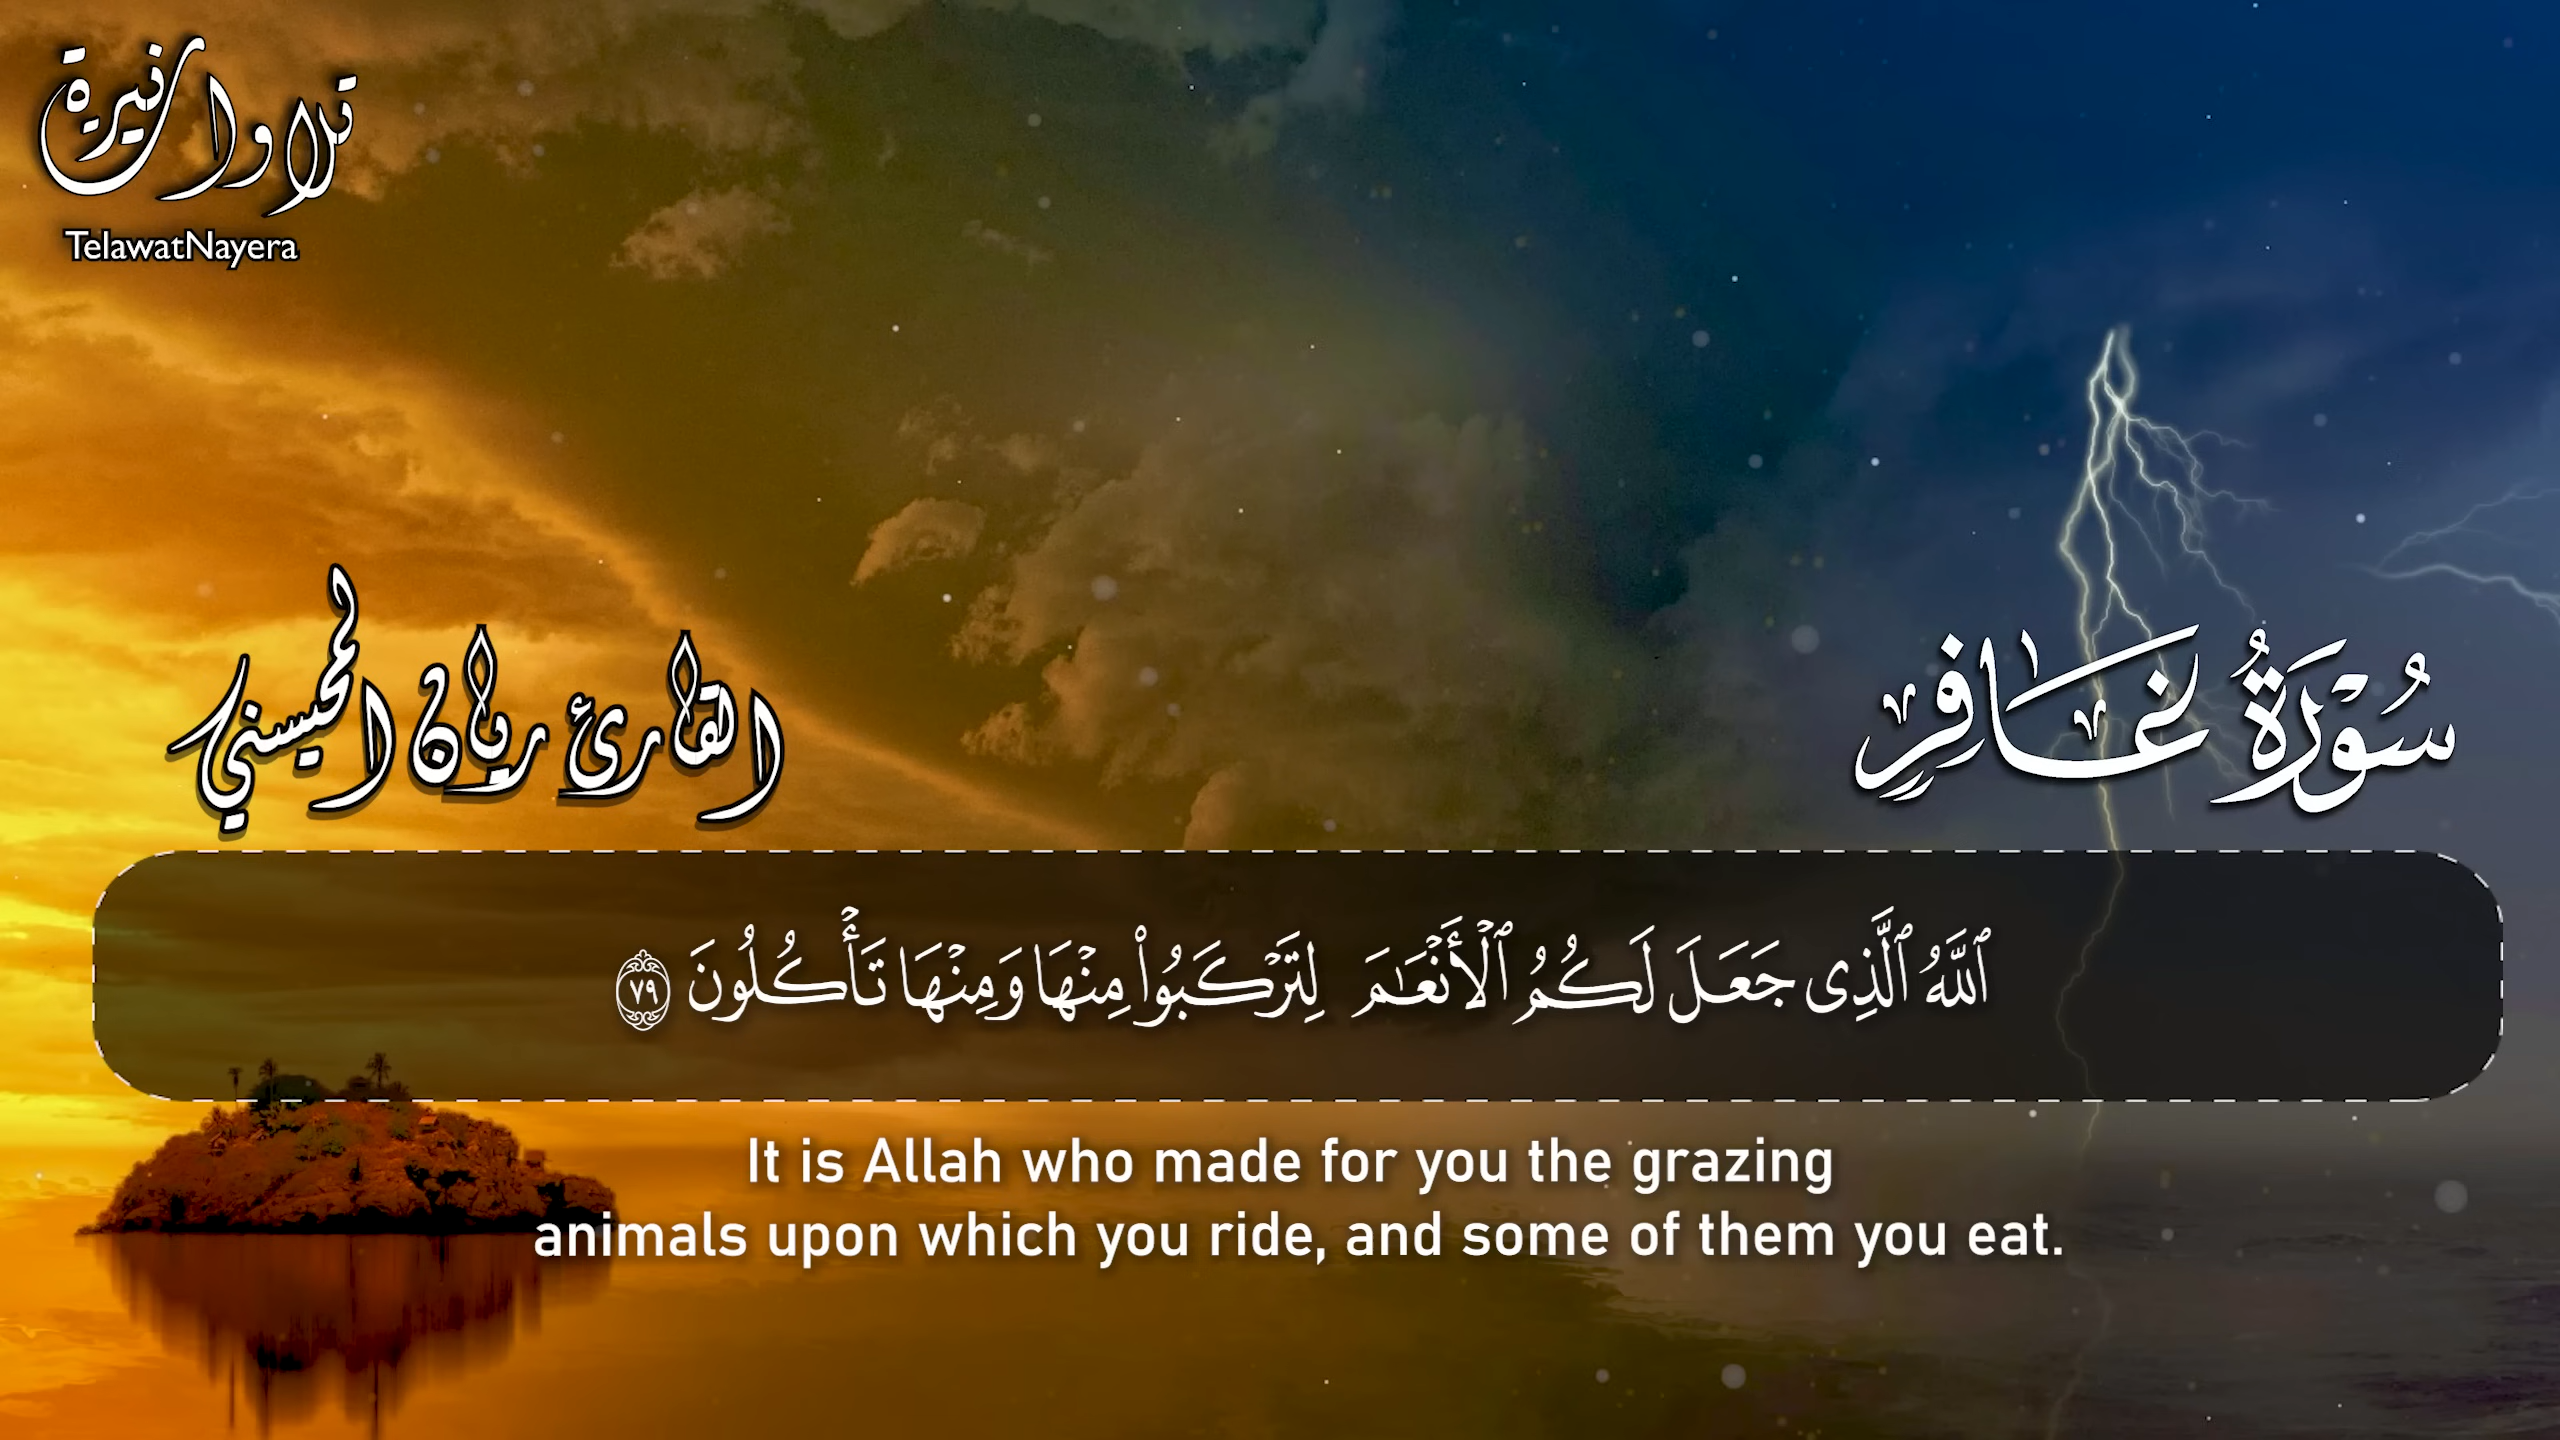 تلاوات نيرة
TelawatNayera
سُورَةُ غَافِرٍ
القارئ ريان المحيسني
ٱللَّهُ ٱلَّذِى جَعَلَ لَكُمُ ٱلْأَنْعَٰمَ لِتَرْكَبُوا۟ مِنْهَا وَمِنْهَا تَأْكُلُونَ ٧٩
It is Allah who made for you the grazing
animals upon which you ride, and some of them you eat.